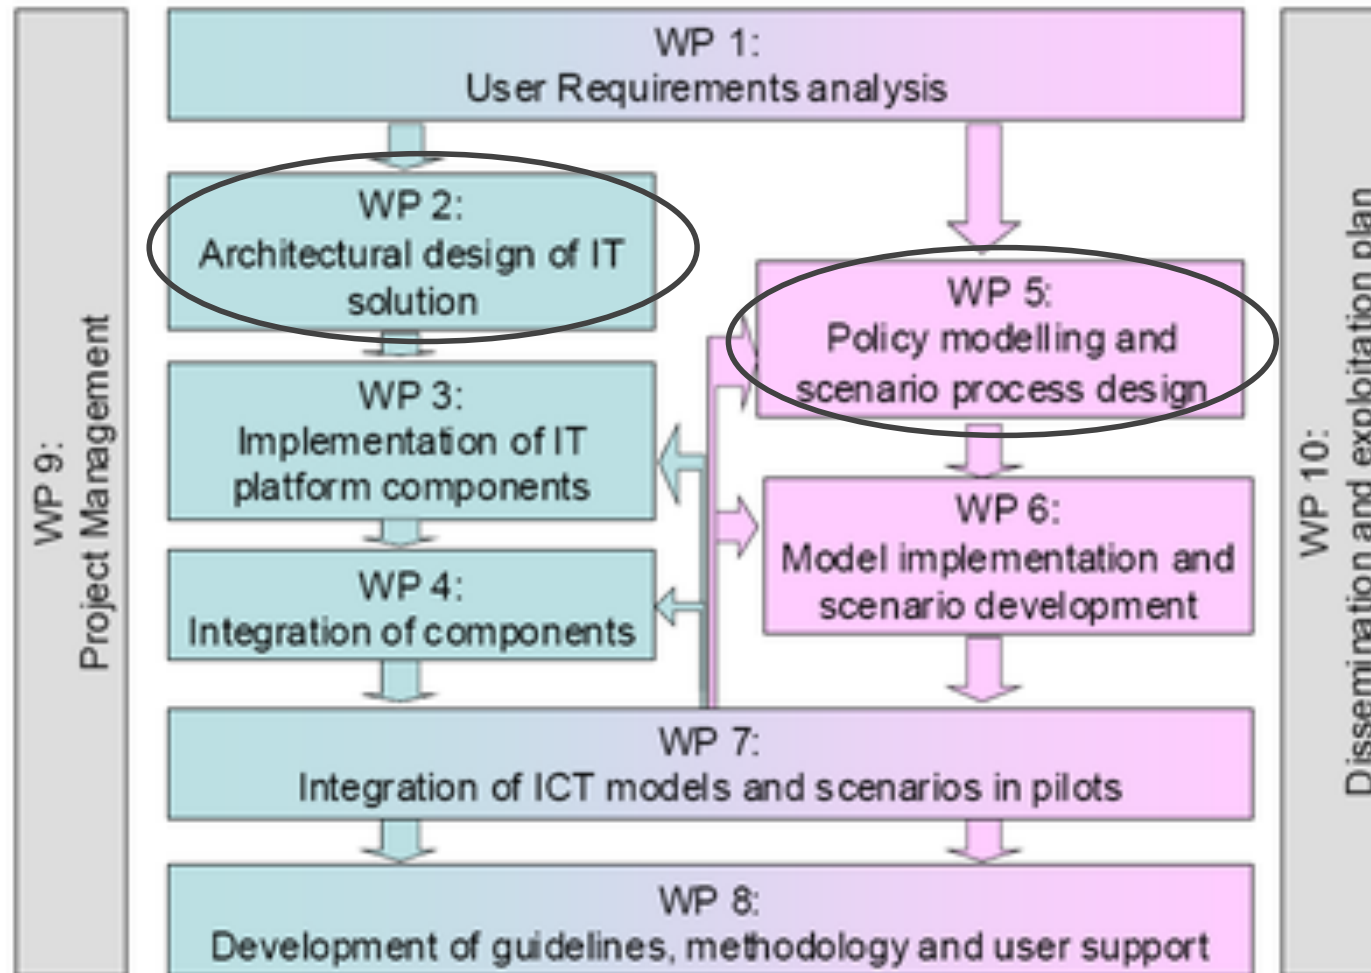 WP 9:
Project Management
WP 1:
User Requirements analysis
WP 2:
Architectural design of IT
solution
WP 3:
Implementation of IT
platform components
WP 4:
Integration of components
WP 5:
Policy modelling and
scenario process design
WP 6:
Model implementation and
scenario development
WP 7:
Integration of ICT models and scenarios in pilots
WP 8:
Development of guidelines, methodology and user support
WP 10:
Dissemination and exploitation plan